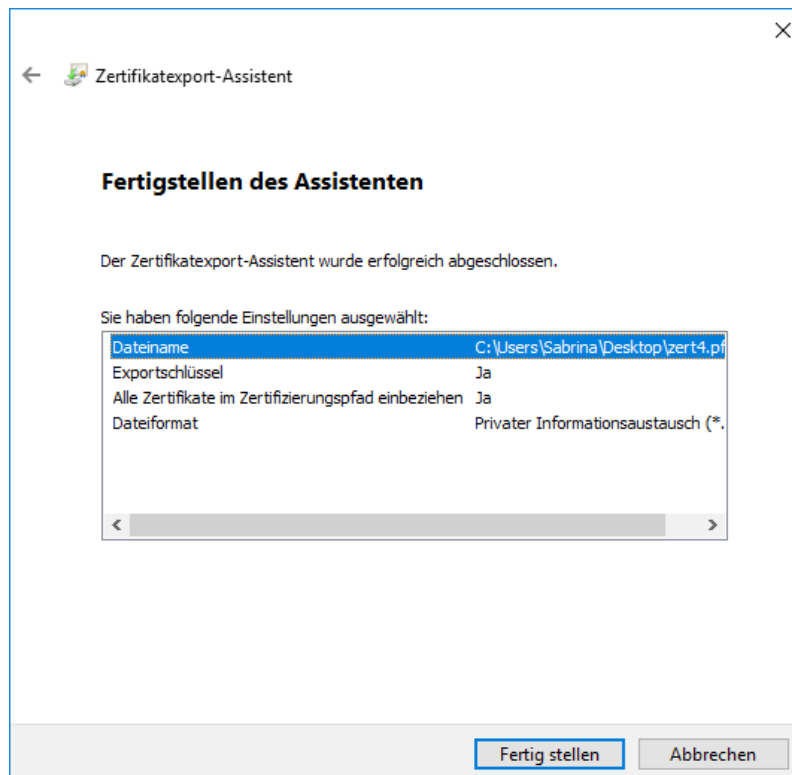 Zertifikatexport-Assistent
Fertigstellen des Assistenten
Der Zertifikatexport-Assistent wurde erfolgreich abgeschlossen.
Sie haben folgende Einstellungen ausgewählt:
Dateiname C:\Users\Sabrina\Desktop\zert4.pf
Exportschlüssel Ja
Alle Zertifikate im Zertifizierungspfad einbeziehen Ja
Dateiformat Privater Informationsaustausch (*.
Fertig stellen Abbrechen